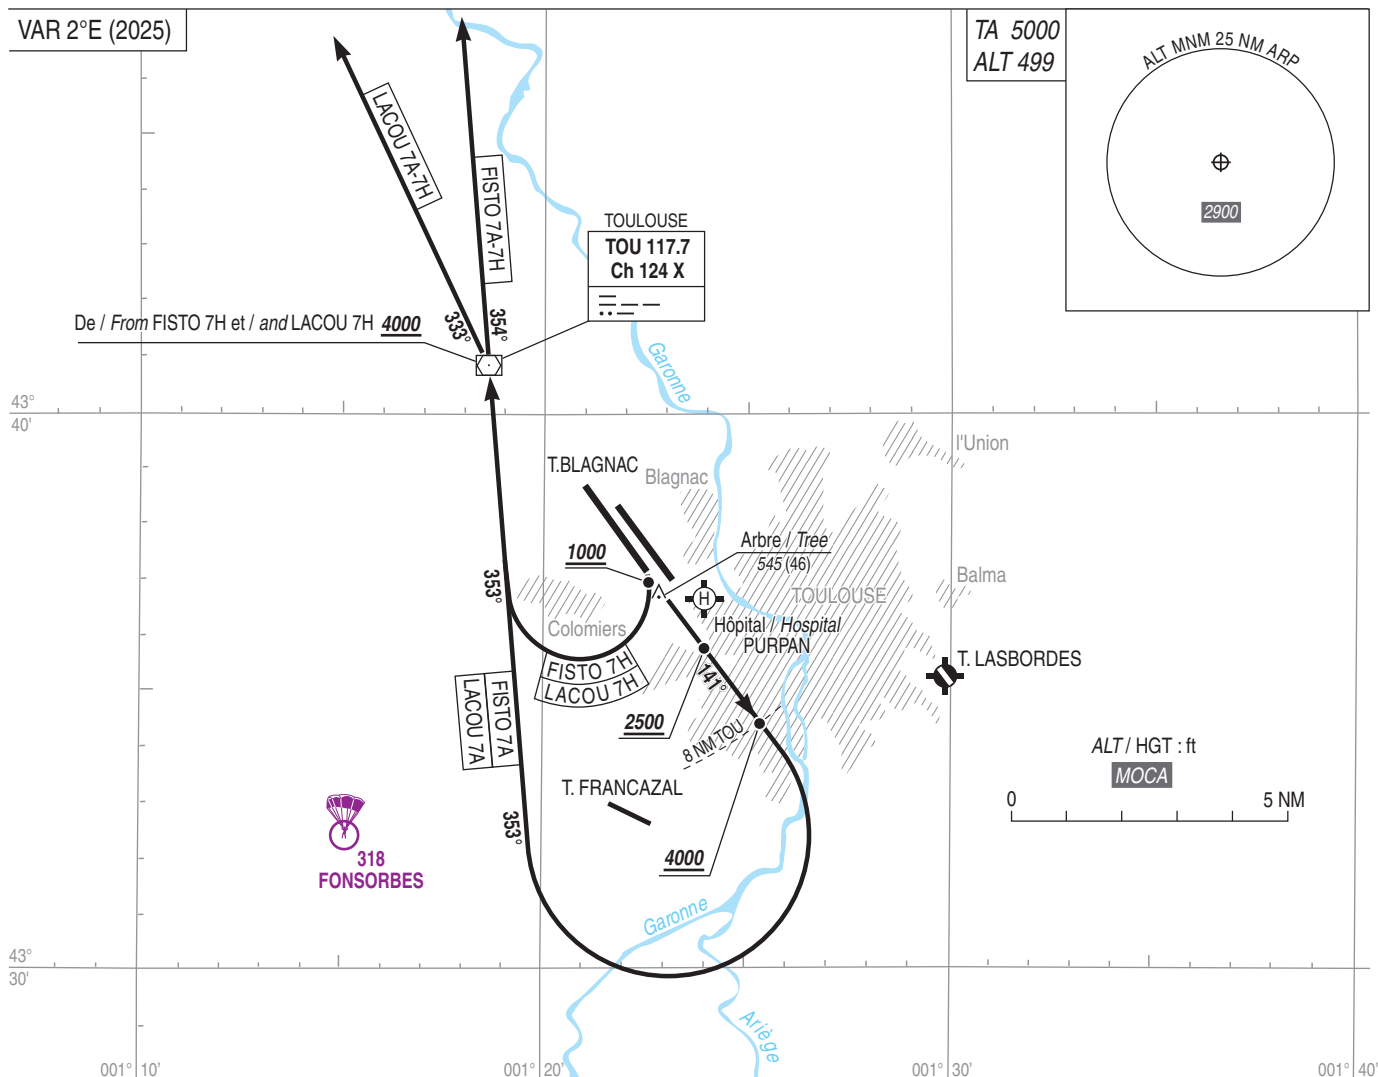 VAR 2°E (2025)
TA 5000
ALT 499
ALT MNM 25 NM ARP
2900
LACOU 7A-7H
FISTO 7A-7H
TOULOUSE
TOU 117.7
Ch 124 X
De / From FISTO 7H et / and LACOU 7H 4000
333°
354°
Garonne
43°
40'
l'Union
T.BLAGNAC
Blagnac
Arbre / Tree
545 (46)
1000
353°
H
Balma
TOULOUSE
Colomiers
Hôpital / Hospital
PURPAN
T. LASBORDES
FISTO 7H
LACOU 7H
141°
FISTO 7A
LACOU 7A
2500
8 NM TOU
ALT / HGT : ft
MOCA
T. FRANCAZAL
0 5 NM
353°
318
FONSORBES
4000
Garonne
43°
30'
Ariège
001° 10'
001° 20'
001° 30'
001° 40'